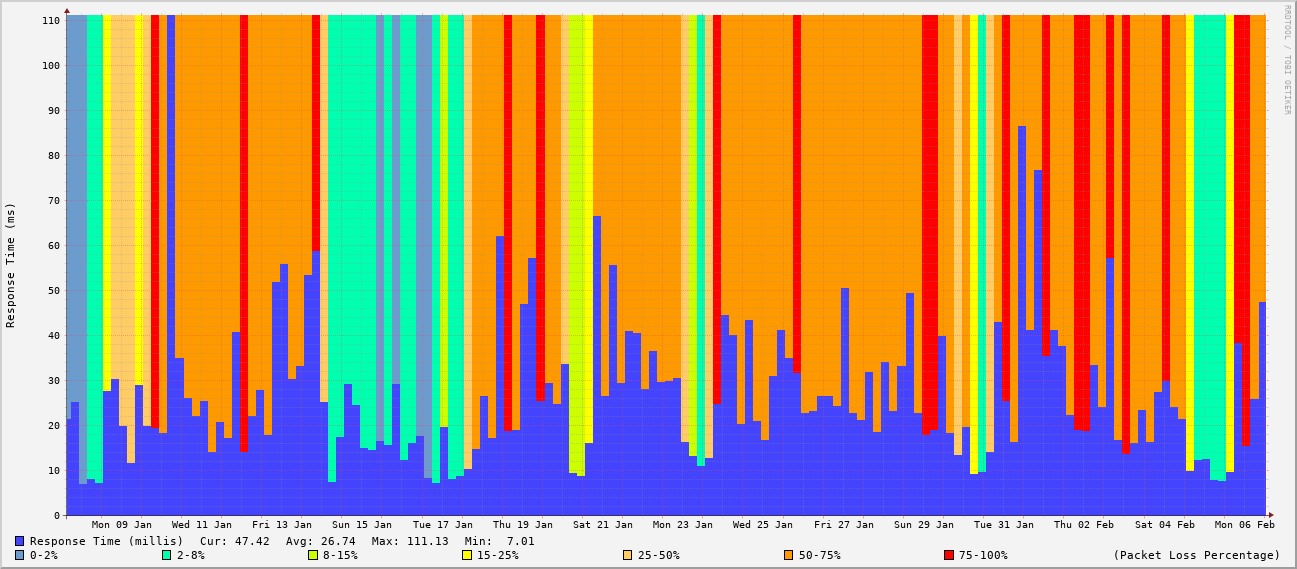 RRDTOOL / TOBI OETIKER
Response Time (ms)
110
100
90
80
70
60
50
40
30
20
10
0
Mon 09 Jan Wed 11 Jan Fri 13 Jan Sun 15 Jan Tue 17 Jan Thu 19 Jan Sat 21 Jan Mon 23 Jan Wed 25 Jan Fri 27 Jan Sun 29 Jan Tue 31 Jan Thu 02 Feb Sat 04 Feb Mon 06 Feb
Response Time (millis) Cur: 47.42 Avg: 26.74 Max: 111.13 Min: 7.01
0-2% 2-8% 8-15% 15-25% 25-50% 50-75% 75-100% (Packet Loss Percentage)